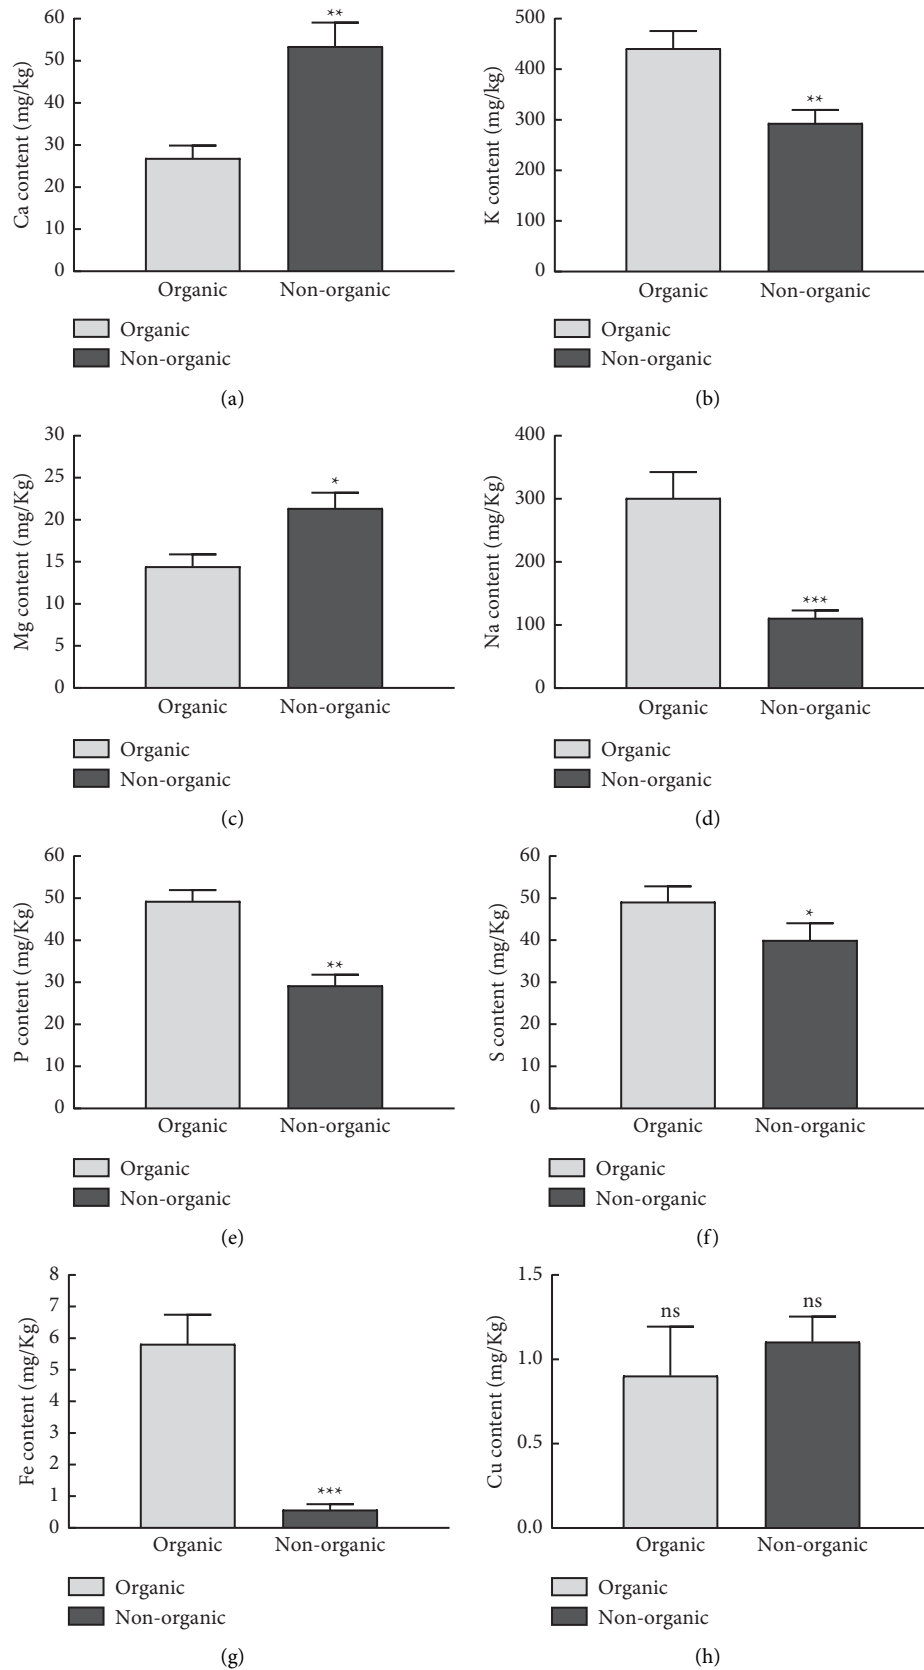 Ca content (mg/kg)
60
50
40
30
20
10
0
**
Organic
Non-organic
Organic
Non-organic
(a)
K content (mg/kg)
500
400
300
200
100
0
**
Organic
Non-organic
Organic
Non-organic
(b)
Mg content (mg/Kg)
30
25
20
15
10
5
0
*
Organic
Non-organic
Organic
Non-organic
(c)
Na content (mg/Kg)
400
300
200
100
0
***
Organic
Non-organic
Organic
Non-organic
(d)
P content (mg/Kg)
60
50
40
30
20
10
0
**
Organic
Non-organic
Organic
Non-organic
(e)
S content (mg/Kg)
60
50
40
30
20
10
0
*
Organic
Non-organic
Organic
Non-organic
(f)
Fe content (mg/Kg)
8
7
6
5
4
3
2
1
0
***
Organic
Non-organic
Organic
Non-organic
(g)
Cu content (mg/Kg)
1.5
1.0
0.5
0.0
ns
ns
Organic
Non-organic
Organic
Non-organic
(h)